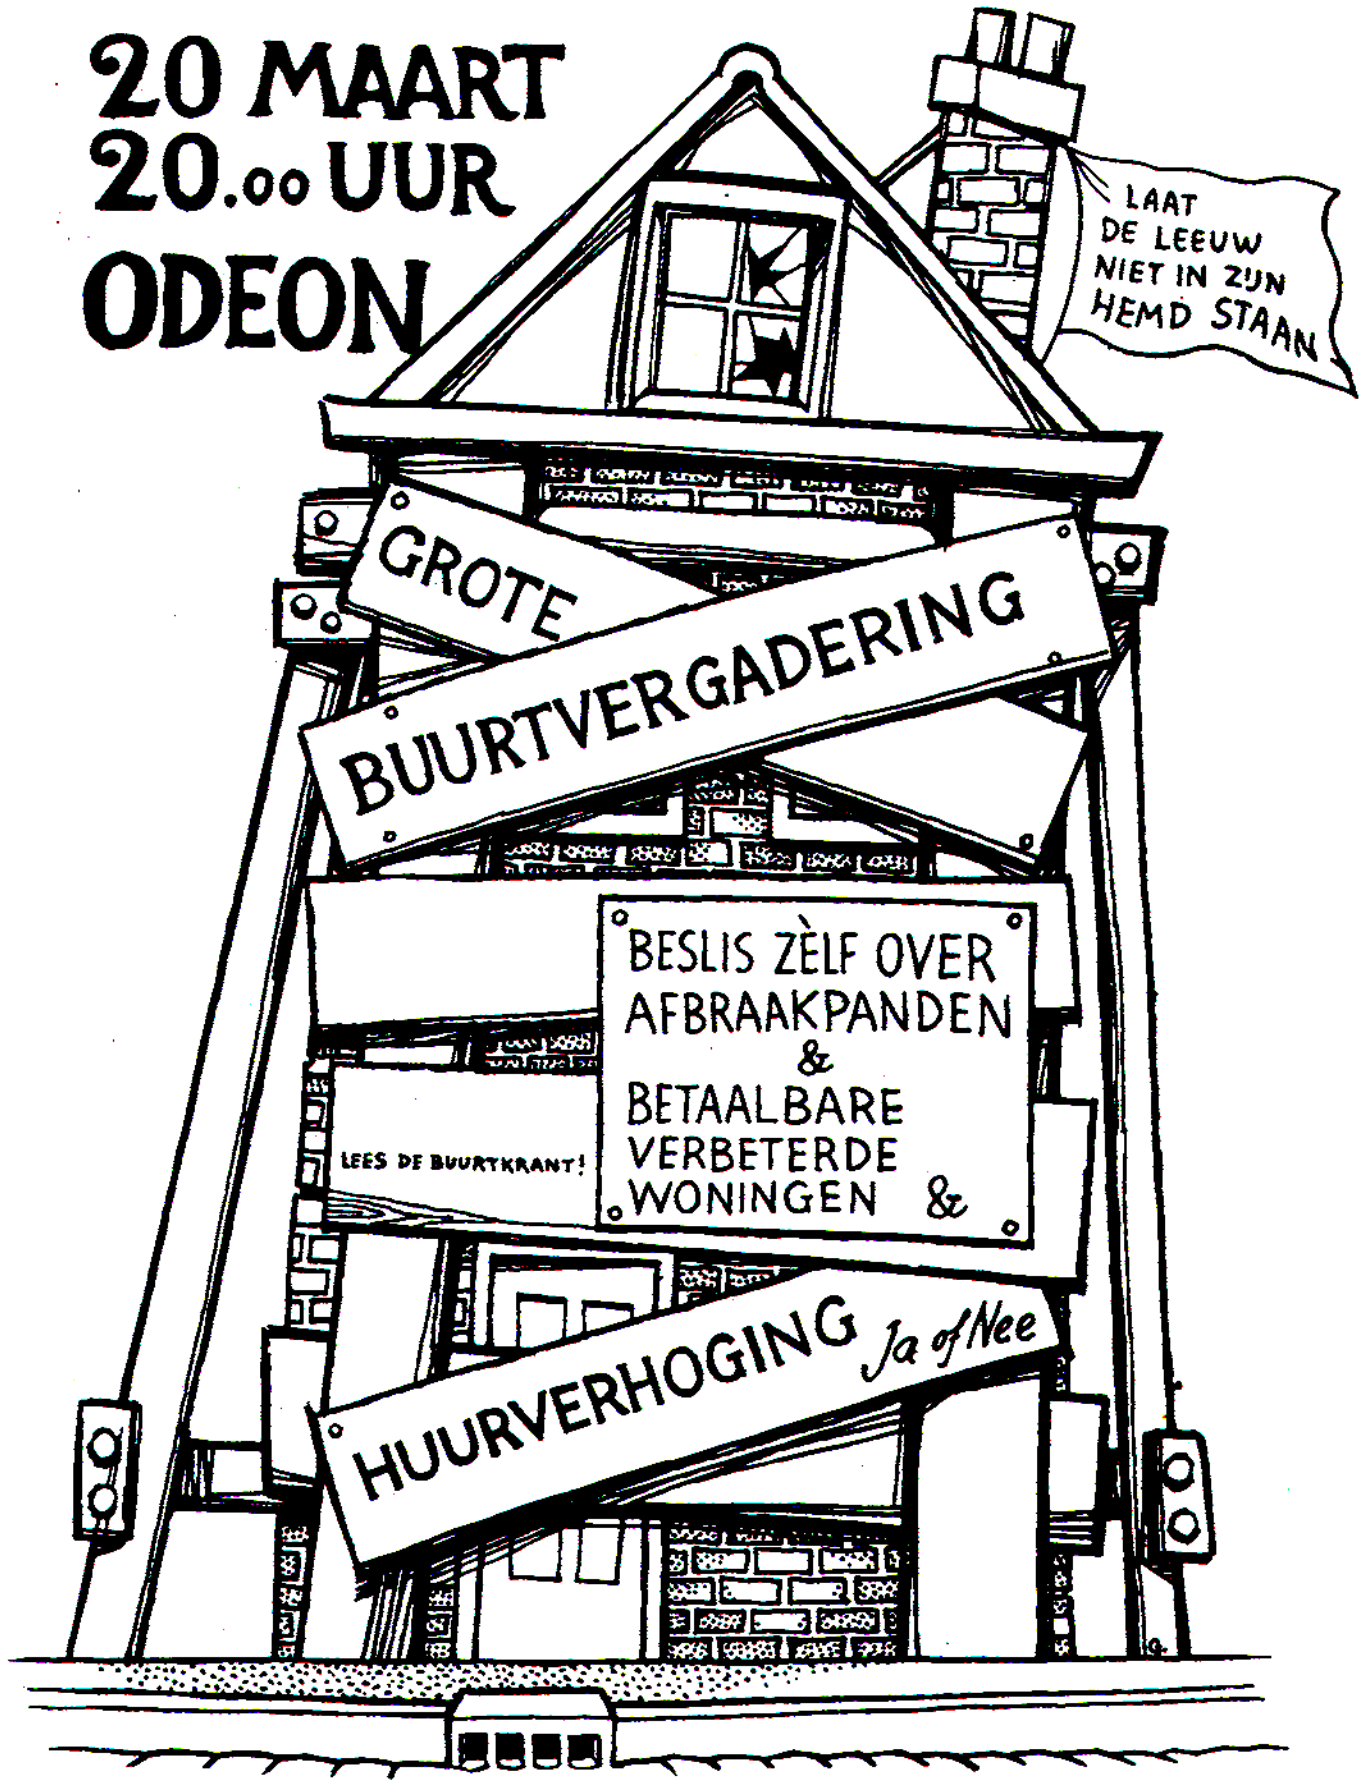 20 MAART
20.00 UUR
ODEON
LAAT
DE LEEUW
NIET IN ZIJN
HEMD STAAN
GROTE
BUURTVERGADERING
BESLIS ZÈLF OVER
AFBRAAKPANDEN
&
BETAALBARE
VERBETERDE
WONINGEN &
LEES DE BUURTKRANT!
HUURVERHOGING Ja of Nee